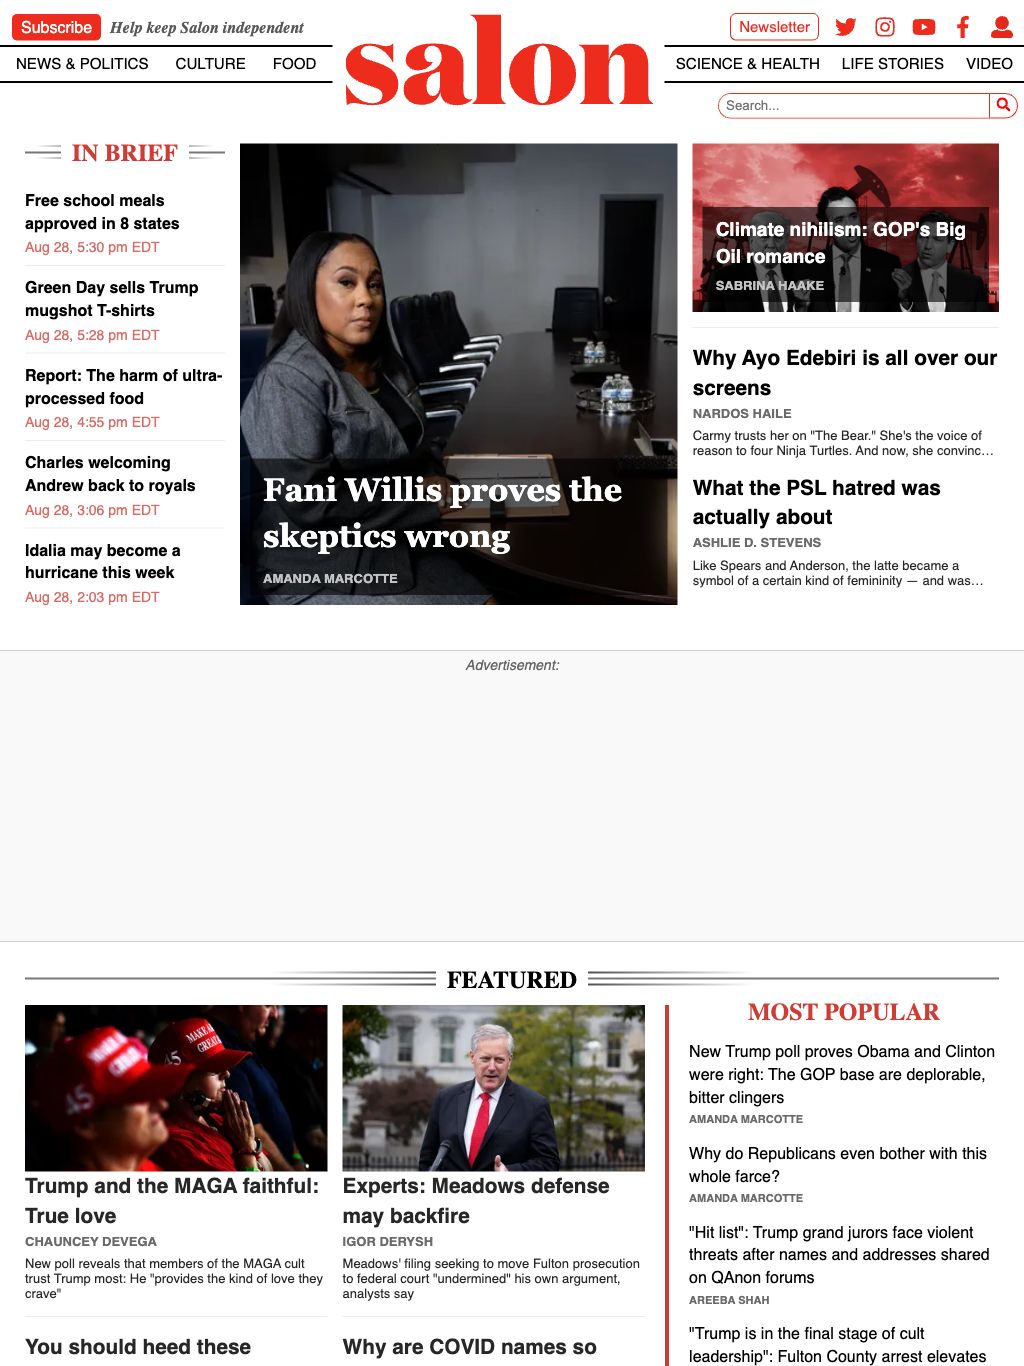 Subscribe
Help keep Salon independent
salon
Newsletter
NEWS & POLITICS
CULTURE
FOOD
SCIENCE & HEALTH
LIFE STORIES
VIDEO
Search...
IN BRIEF
Free school meals
approved in 8 states
Aug 28, 5:30 pm EDT
Green Day sells Trump
mugshot T-shirts
Aug 28, 5:28 pm EDT
Report: The harm of ultra-
processed food
Aug 28, 4:55 pm EDT
Charles welcoming
Andrew back to royals
Aug 28, 3:06 pm EDT
Idalia may become a
hurricane this week
Aug 28, 2:03 pm EDT
Fani Willis proves the
skeptics wrong
AMANDA MARCOTTE
Climate nihilism: GOP's Big
Oil romance
SABRINA HAAKE
Why Ayo Edebiri is all over our
screens
NARDOS HAILE
Carmy trusts her on "The Bear." She's the voice of
reason to four Ninja Turtles. And now, she convinc…
What the PSL hatred was
actually about
ASHLIE D. STEVENS
Like Spears and Anderson, the latte became a
symbol of a certain kind of femininity — and was…
Advertisement:
FEATURED
MAKE
GREAT
45
45
Trump and the MAGA faithful:
True love
CHAUNCEY DEVEGA
New poll reveals that members of the MAGA cult
trust Trump most: He "provides the kind of love they
crave"
You should heed these
Experts: Meadows defense
may backfire
IGOR DERYSH
Meadows' filing seeking to move Fulton prosecution
to federal court "undermined" his own argument,
analysts say
Why are COVID names so
MOST POPULAR
New Trump poll proves Obama and Clinton
were right: The GOP base are deplorable,
bitter clingers
AMANDA MARCOTTE
Why do Republicans even bother with this
whole farce?
AMANDA MARCOTTE
"Hit list": Trump grand jurors face violent
threats after names and addresses shared
on QAnon forums
AREEBA SHAH
"Trump is in the final stage of cult
leadership": Fulton County arrest elevates